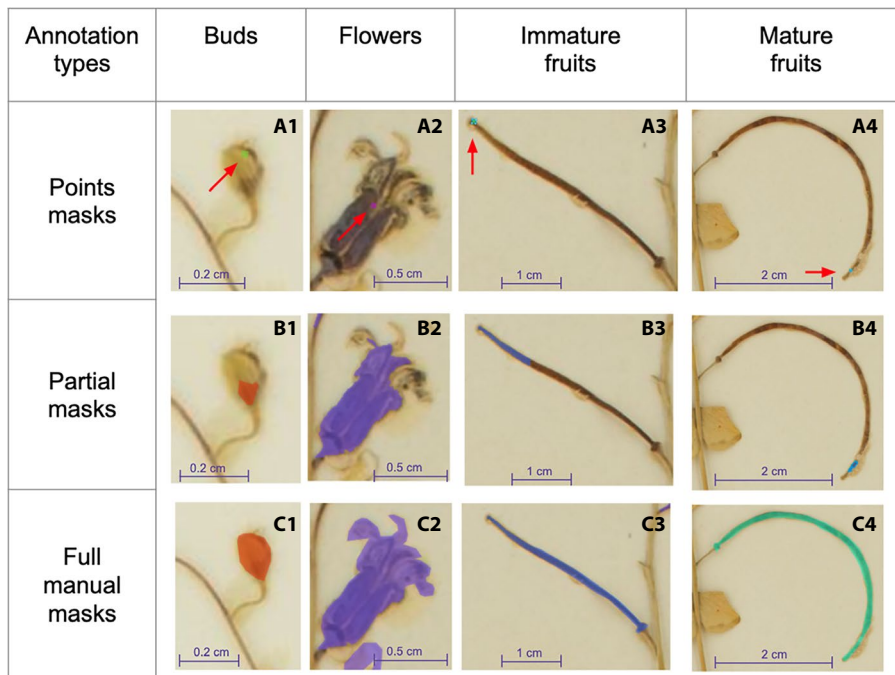 Annotation
types
Buds
Flowers
Immature
fruits
Mature
fruits
Points
masks
A1
0.2 cm
A2
0.5 cm
A3
1 cm
A4
2 cm
Partial
masks
B1
0.2 cm
B2
0.5 cm
B3
1 cm
B4
2 cm
Full
manual
masks
C1
0.2 cm
C2
0.5 cm
C3
1 cm
C4
2 cm